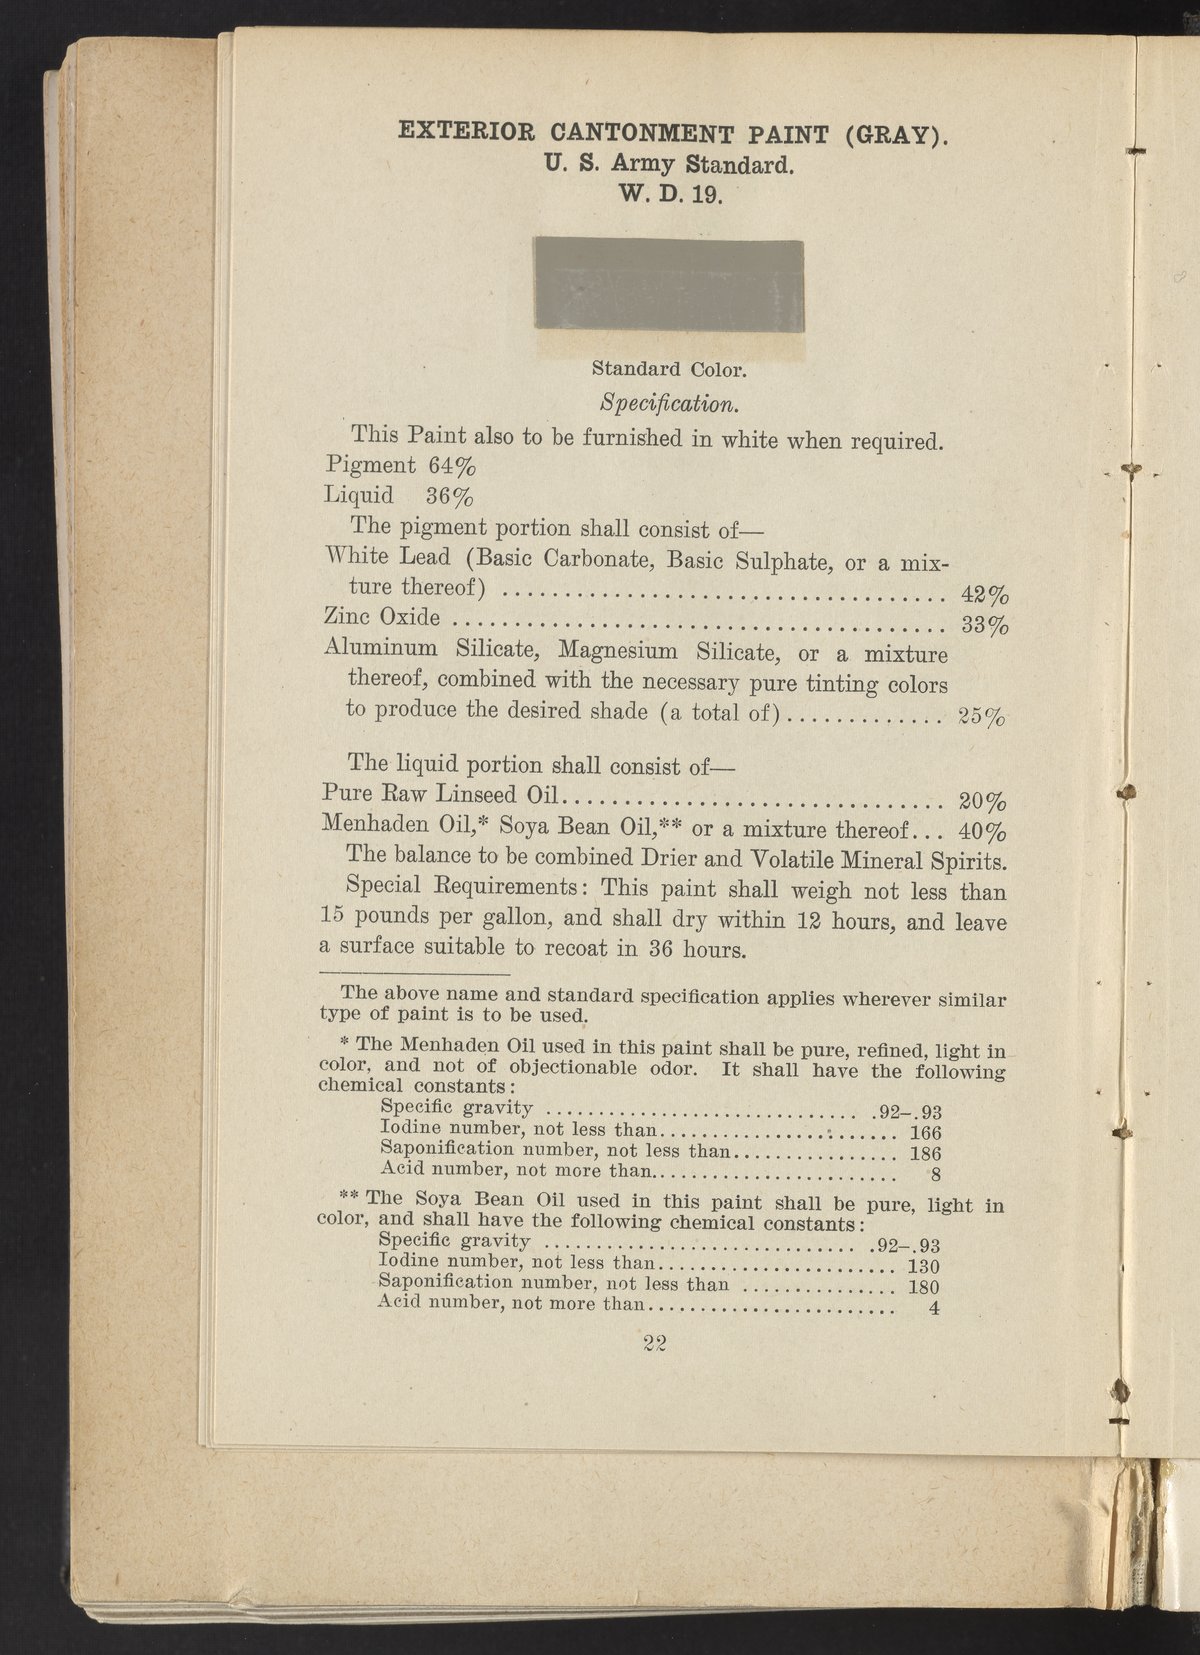 EXTERIOR CANTONMENT PAINT (GRAY).
U. S. Army Standard.
W. D. 19.
Standard Color.
Specification.
This Paint also to be furnished in white when required.
Pigment 64%
Liquid 36%
The pigment portion shall consist of—
White Lead (Basic Carbonate, Basic Sulphate, or a mix-
ture thereof) .................................... 42%
Zinc Oxide ........................................ 33%
Aluminum Silicate, Magnesium Silicate, or a mixture
thereof, combined with the necessary pure tinting colors
to produce the desired shade (a total of)............. 25%
The liquid portion shall consist of—
Pure Raw Linseed Oil............................... 20%
Menhaden Oil,* Soya Bean Oil,** or a mixture thereof... 40%
The balance to be combined Drier and Volatile Mineral Spirits.
Special Requirements: This paint shall weigh not less than
15 pounds per gallon, and shall dry within 12 hours, and leave
a surface suitable to recoat in 36 hours.
The above name and standard specification applies wherever similar
type of paint is to be used.
* The Menhaden Oil used in this paint shall be pure, refined, light in
color, and not of objectionable odor. It shall have the following
chemical constants:
Specific gravity .............................. .92–.93
Iodine number, not less than....................... 166
Saponification number, not less than................ 186
Acid number, not more than........................ 8
** The Soya Bean Oil used in this paint shall be pure, light in
color, and shall have the following chemical constants:
Specific gravity .............................. .92–.93
Iodine number, not less than....................... 130
Saponification number, not less than ............... 180
Acid number, not more than........................ 4
22